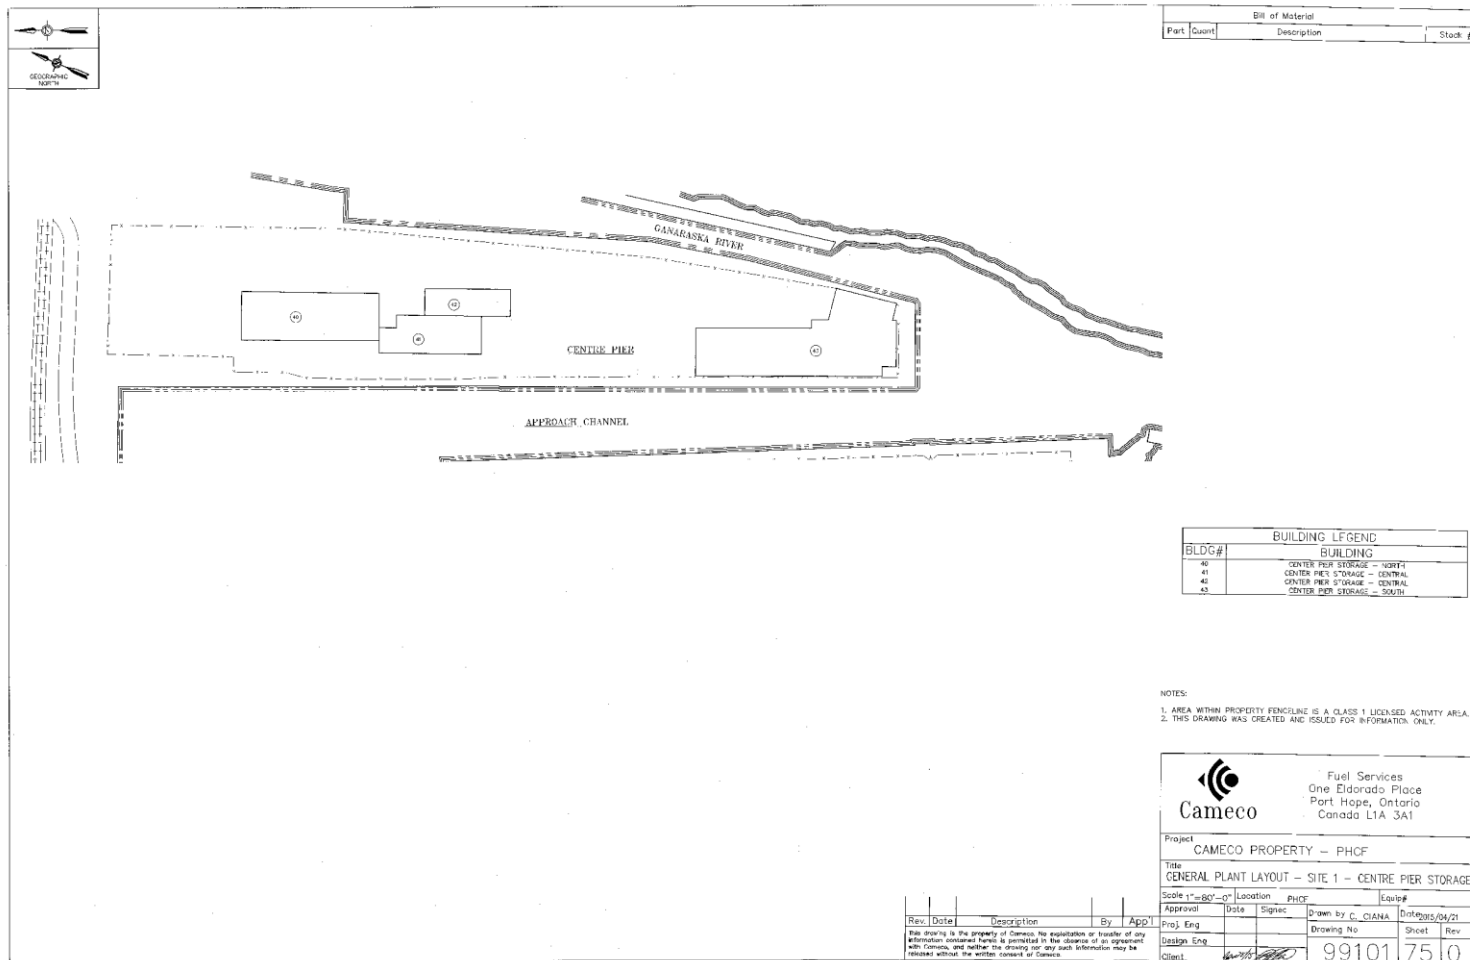 N
GEOGRAPHIC
NORTH
Bill of Material
Part Quant Description Stock #
GANARASKA RIVER
40
42
41
43
CENTRE PIER
APPROACH CHANNEL
BUILDING LEGEND
BLDG# BUILDING
40 CENTER PIER STORAGE – NORTH
41 CENTER PIER STORAGE – CENTRAL
42 CENTER PIER STORAGE – CENTRAL
43 CENTER PIER STORAGE – SOUTH
NOTES:
1. AREA WITHIN PROPERTY FENCELINE IS A CLASS 1 LICENSED ACTIVITY AREA.
2. THIS DRAWING WAS CREATED AND ISSUED FOR INFORMATION ONLY.
Cameco
Fuel Services
One Eldorado Place
Port Hope, Ontario
Canada L1A 3A1
Project
CAMECO PROPERTY – PHCF
Title
GENERAL PLANT LAYOUT – SITE 1 – CENTRE PIER STORAGE
Scale 1"=80'-0" Location PHCF Equip#
Approval Date Signed Drawn by C. CIANA Date 2015/04/21
Proj. Eng Drawing No Sheet Rev
Design Eng
Client 99101 75 0
Rev. Date Description By App'l
This drawing is the property of Cameco. No exploitation or transfer of any
information contained herein is permitted in the absence of an agreement
with Cameco, and neither the drawing nor any such information may be
released without the written consent of Cameco